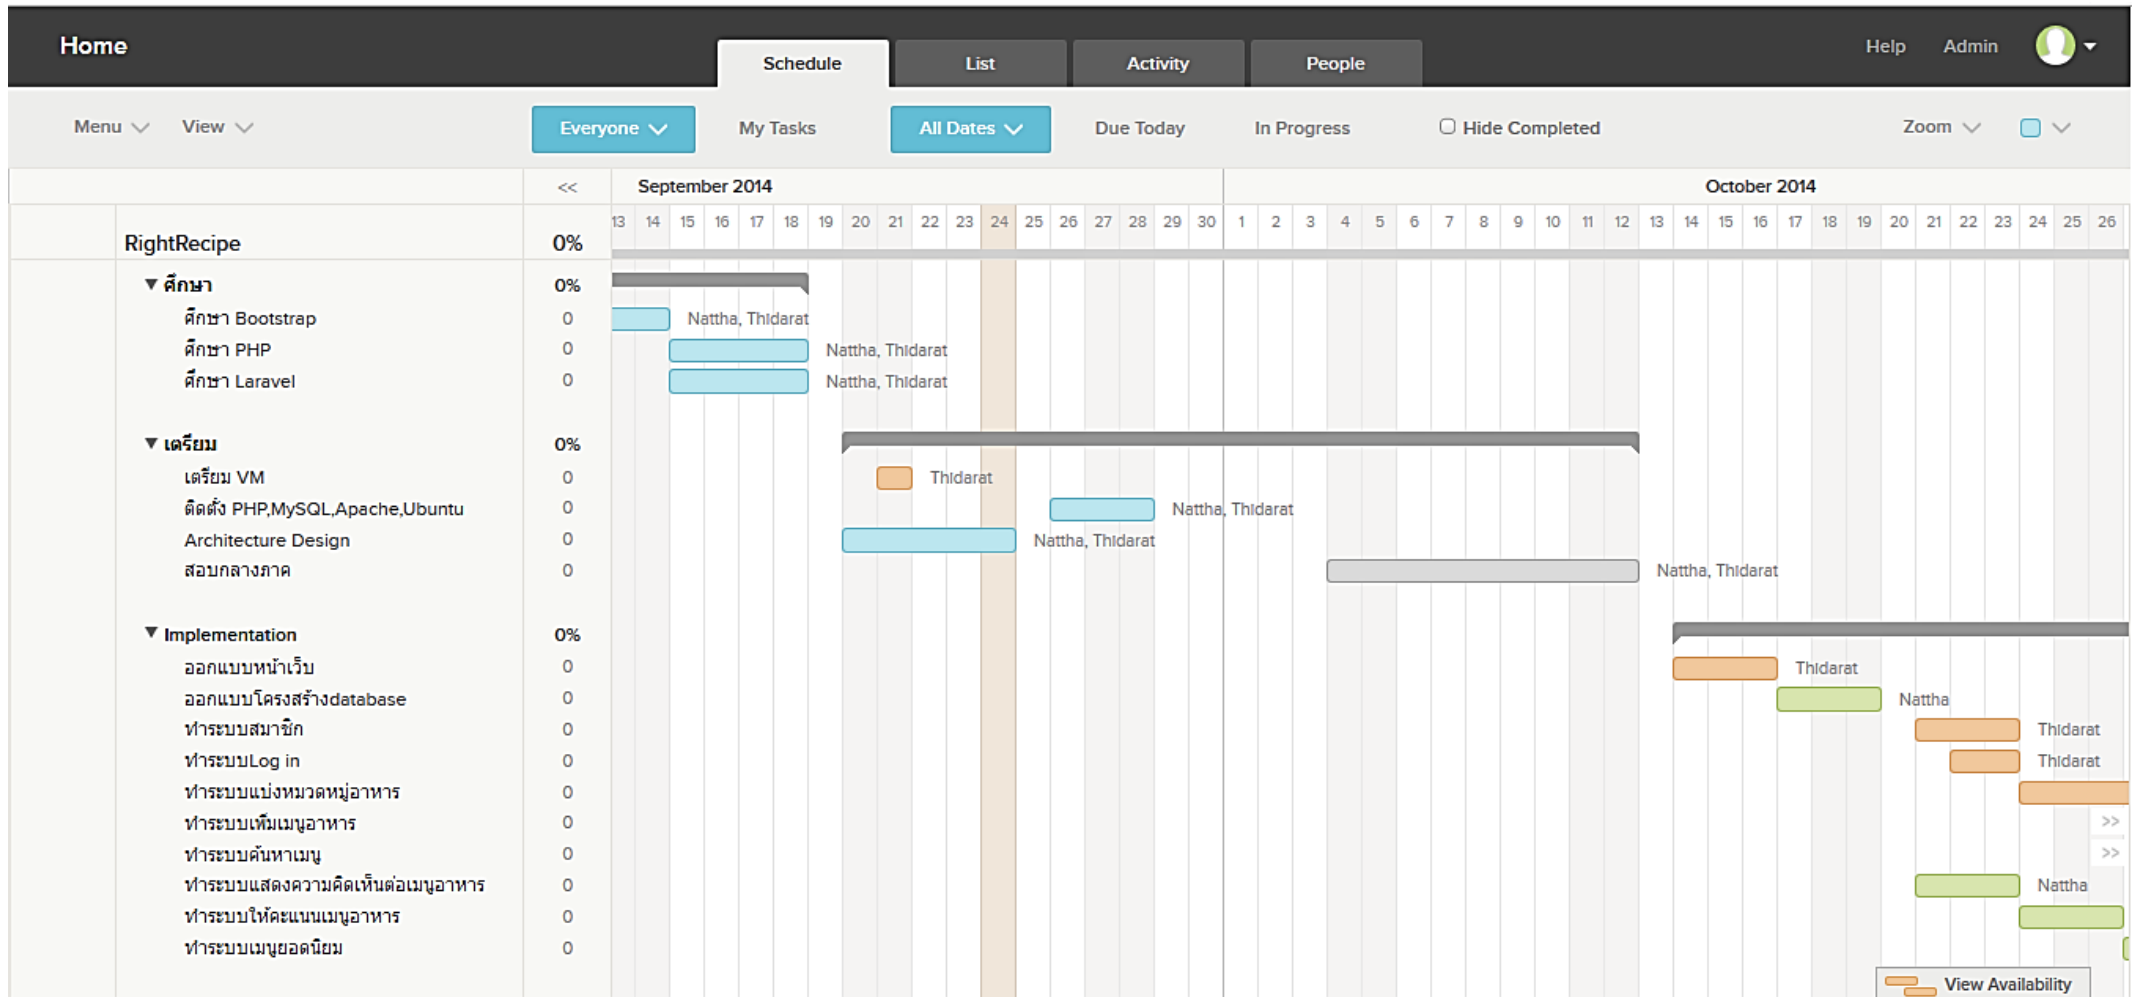 Home
Schedule List Activity People
Help Admin
Menu View Everyone My Tasks All Dates Due Today In Progress Hide Completed Zoom
<< September 2014 October 2014
13 14 15 16 17 18 19 20 21 22 23 24 25 26 27 28 29 30 1 2 3 4 5 6 7 8 9 10 11 12 13 14 15 16 17 18 19 20 21 22 23 24 25 26
RightRecipe 0%
ศึกษา 0%
ศึกษา Bootstrap 0 Nattha, Thidarat
ศึกษา PHP 0 Nattha, Thidarat
ศึกษา Laravel 0 Nattha, Thidarat
เตรียม 0%
เตรียม VM 0 Thidarat
ติดตั้ง PHP,MySQL,Apache,Ubuntu 0 Nattha, Thidarat
Architecture Design 0 Nattha, Thidarat
สอบกลางภาค 0 Nattha, Thidarat
Implementation 0%
ออกแบบหน้าเว็บ 0 Thidarat
ออกแบบโครงสร้างdatabase 0 Nattha
ทำระบบสมาชิก 0 Thidarat
ทำระบบLog in 0 Thidarat
ทำระบบแบ่งหมวดหมู่อาหาร 0
ทำระบบเพิ่มเมนูอาหาร 0 >>
ทำระบบค้นหาเมนู 0 >>
ทำระบบแสดงความคิดเห็นต่อเมนูอาหาร 0 Nattha
ทำระบบให้คะแนนเมนูอาหาร 0
ทำระบบเมนูยอดนิยม 0
View Availability